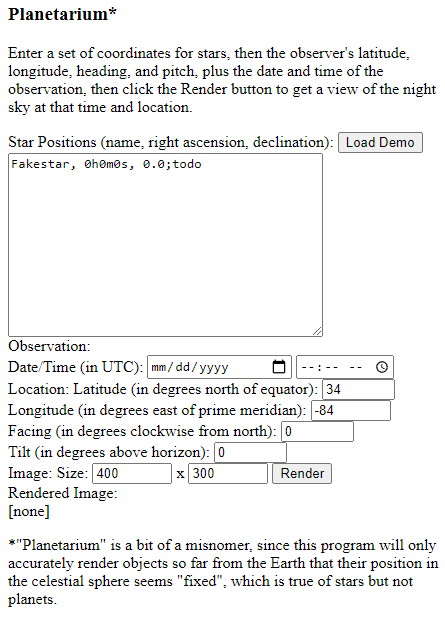 Planetarium*
Enter a set of coordinates for stars, then the observer's latitude,
longitude, heading, and pitch, plus the date and time of the
observation, then click the Render button to get a view of the night
sky at that time and location.
Star Positions (name, right ascension, declination): Load Demo
Fakestar, 0h0m0s, 0.0;todo
Observation:
Date/Time (in UTC): mm/dd/yyyy --:-- --
Location: Latitude (in degrees north of equator): 34
Longitude (in degrees east of prime meridian): -84
Facing (in degrees clockwise from north): 0
Tilt (in degrees above horizon): 0
Image: Size: 400 x 300 Render
Rendered Image:
[none]
*"Planetarium" is a bit of a misnomer, since this program will only
accurately render objects so far from the Earth that their position in
the celestial sphere seems "fixed", which is true of stars but not
planets.